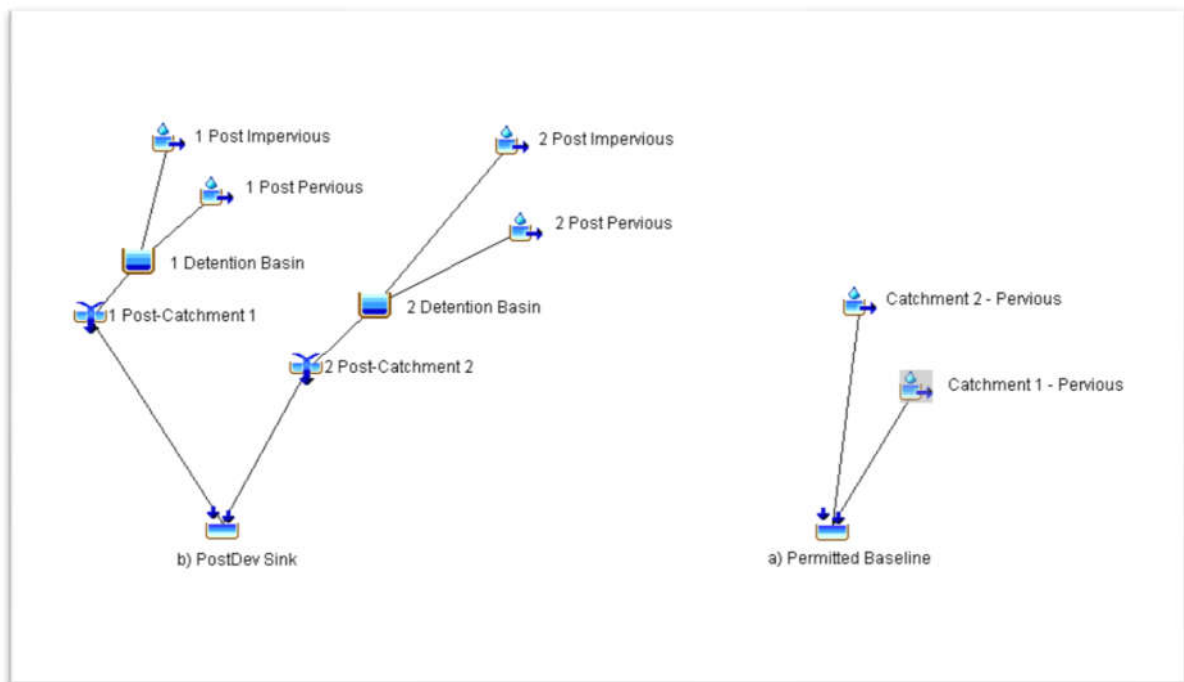 1 Post Impervious
2 Post Impervious
1 Post Pervious
2 Post Pervious
1 Detention Basin
2 Detention Basin
1 Post-Catchment 1
2 Post-Catchment 2
b) PostDev Sink
Catchment 2 - Pervious
Catchment 1 - Pervious
a) Permitted Baseline